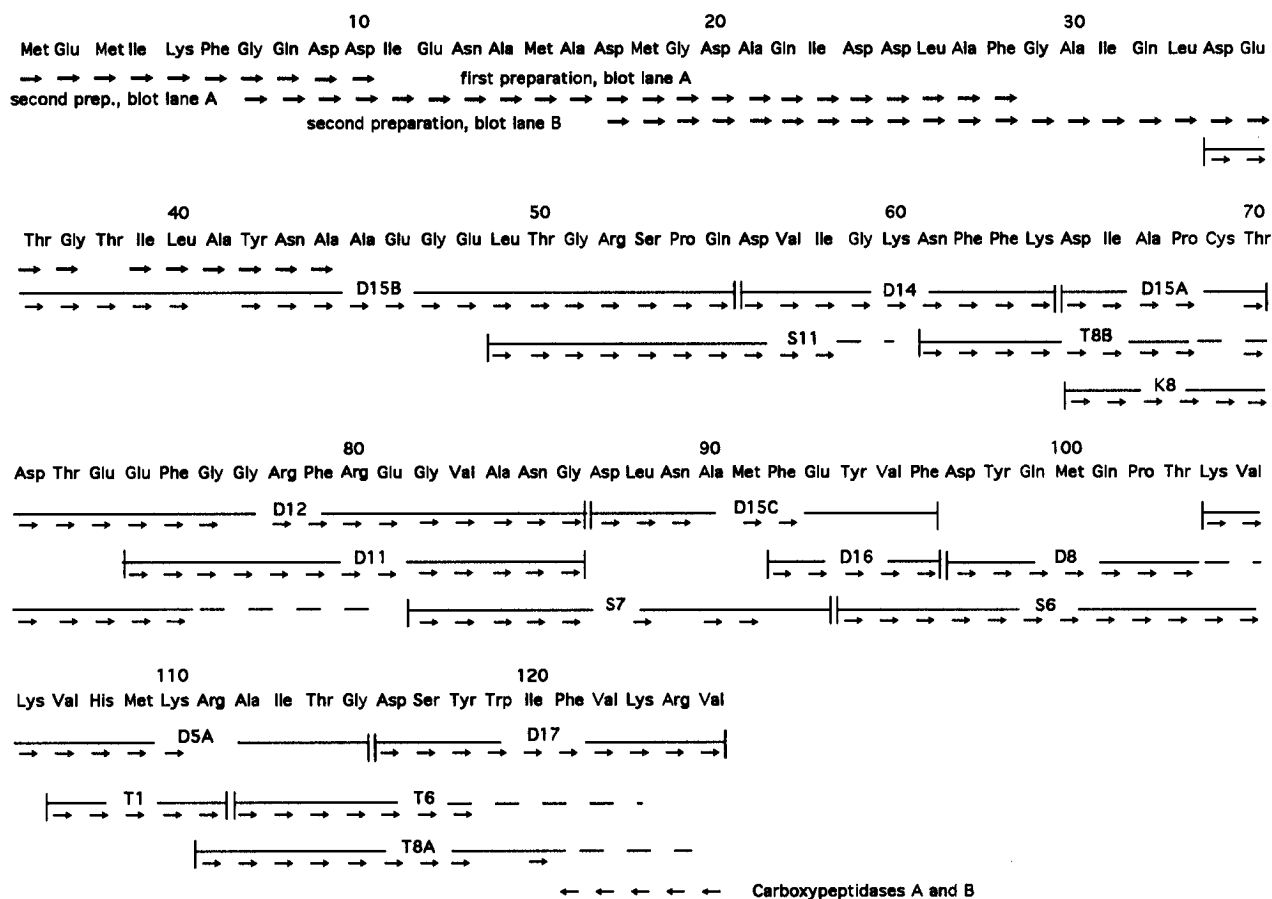 10 20 30
Met Glu Met Ile Lys Phe Gly Gln Asp Asp Ile Glu Asn Ala Met Ala Asp Met Gly Asp Ala Gln Ile Asp Asp Leu Ala Phe Gly Ala Ile Gln Leu Asp Glu
first preparation, blot lane A
second prep., blot lane A
second preparation, blot lane B
40 50 60 70
Thr Gly Thr Ile Leu Ala Tyr Asn Ala Ala Glu Gly Glu Leu Thr Gly Arg Ser Pro Gln Asp Val Ile Gly Lys Asn Phe Phe Lys Asp Ile Ala Pro Cys Thr
D15B D14 D15A
S11 T8B
K8
80 90 100
Asp Thr Glu Glu Phe Gly Gly Arg Phe Arg Glu Gly Val Ala Asn Gly Asp Leu Asn Ala Met Phe Glu Tyr Val Phe Asp Tyr Gln Met Gln Pro Thr Lys Val
D12 D15C
D11 D16 D8
S7 S6
110 120
Lys Val His Met Lys Arg Ala Ile Thr Gly Asp Ser Tyr Trp Ile Phe Val Lys Arg Val
D5A D17
T1 T6
T8A
Carboxypeptidases A and B